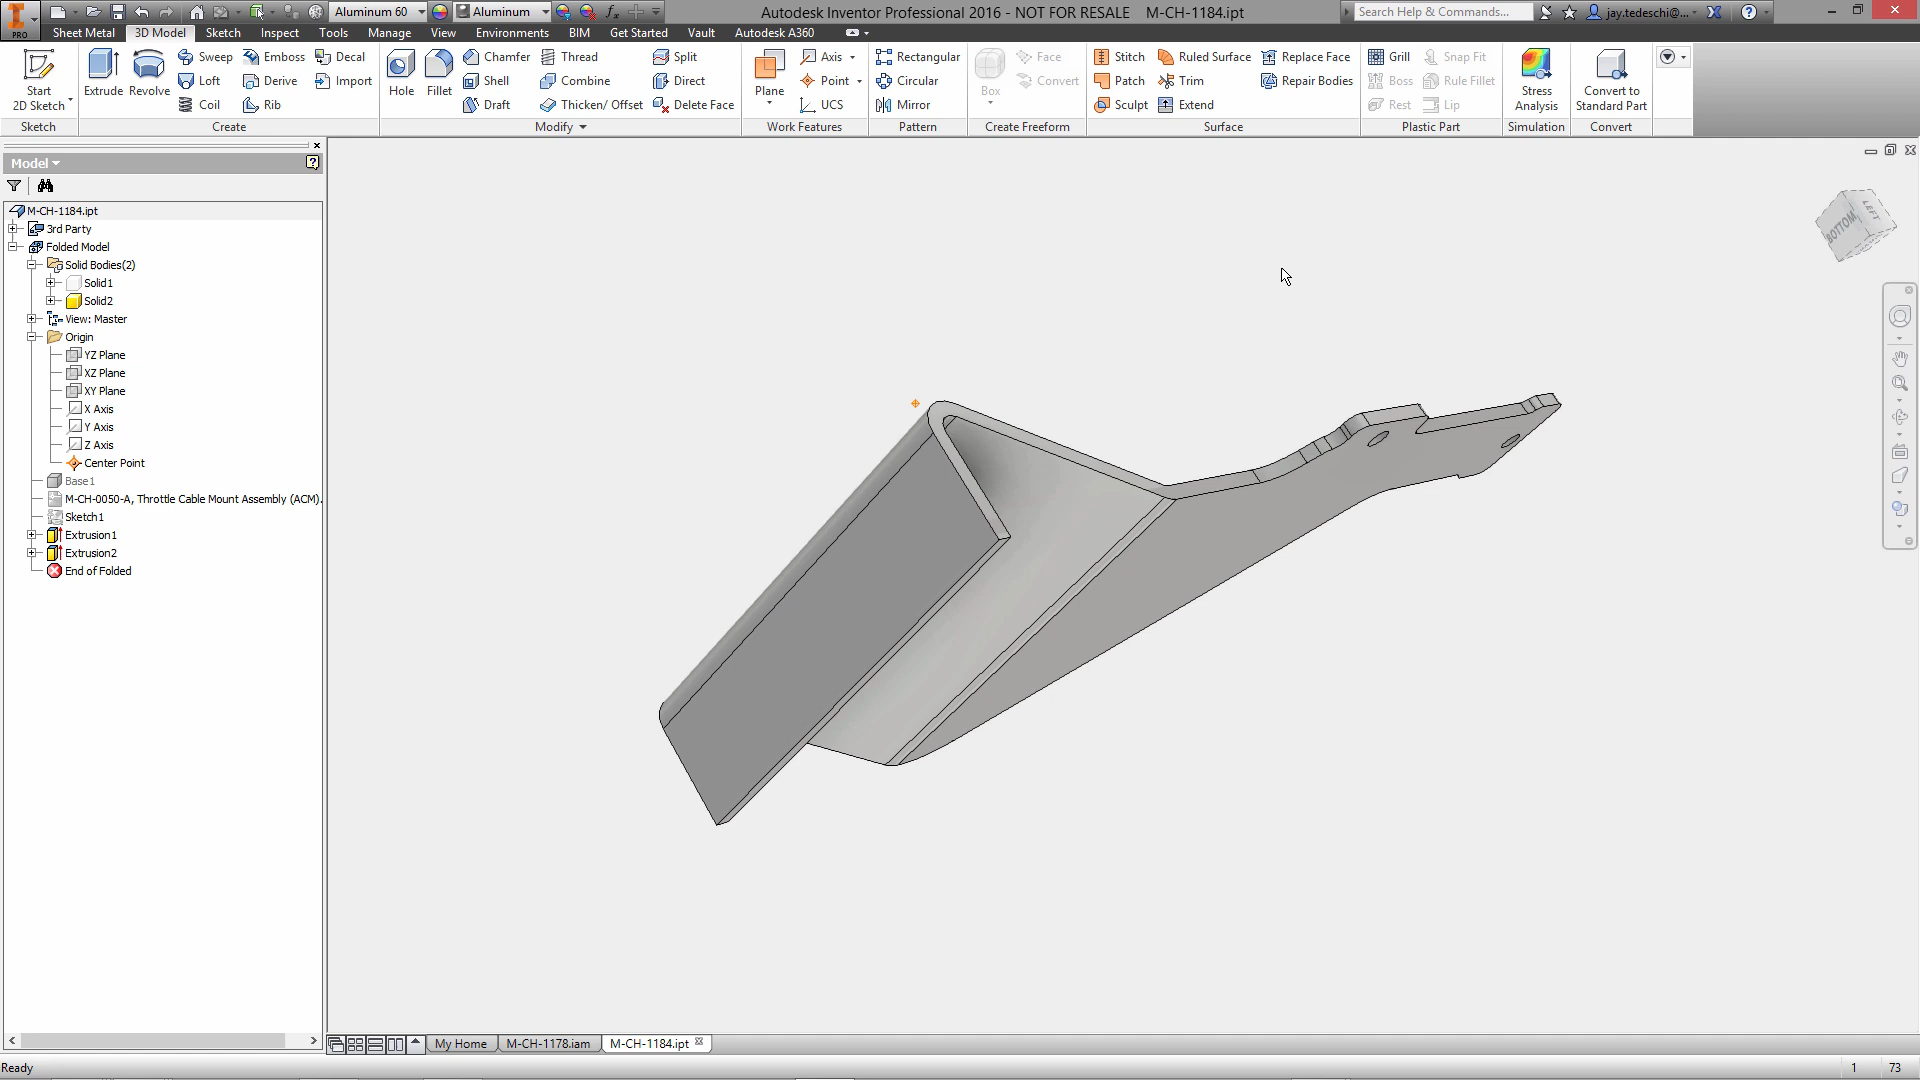 PRO
Aluminum 60
Aluminum
fx
Autodesk Inventor Professional 2016 - NOT FOR RESALE M-CH-1184.ipt
Search Help & Commands...
jay.tedeschi@...
Sheet Metal
3D Model
Sketch
Inspect
Tools
Manage
View
Environments
BIM
Get Started
Vault
Autodesk A360
Start
2D Sketch
Extrude
Revolve
Sweep
Loft
Coil
Emboss
Derive
Rib
Decal
Import
Hole
Fillet
Chamfer
Shell
Draft
Thread
Combine
Thicken/ Offset
Split
Direct
Delete Face
Plane
Axis
Point
UCS
Rectangular
Circular
Mirror
Box
Face
Convert
Stitch
Patch
Sculpt
Ruled Surface
Trim
Extend
Replace Face
Repair Bodies
Grill
Boss
Rest
Snap Fit
Rule Fillet
Lip
Stress
Analysis
Convert to
Standard Part
Sketch
Create
Modify
Work Features
Pattern
Create Freeform
Surface
Plastic Part
Simulation
Convert
Model
M-CH-1184.ipt
3rd Party
Folded Model
Solid Bodies(2)
Solid1
Solid2
View: Master
Origin
YZ Plane
XZ Plane
XY Plane
X Axis
Y Axis
Z Axis
Center Point
Base1
M-CH-0050-A, Throttle Cable Mount Assembly (ACM).
Sketch1
Extrusion1
Extrusion2
End of Folded
BOTTOM
LEFT
My Home
M-CH-1178.iam
M-CH-1184.ipt
Ready
1
73